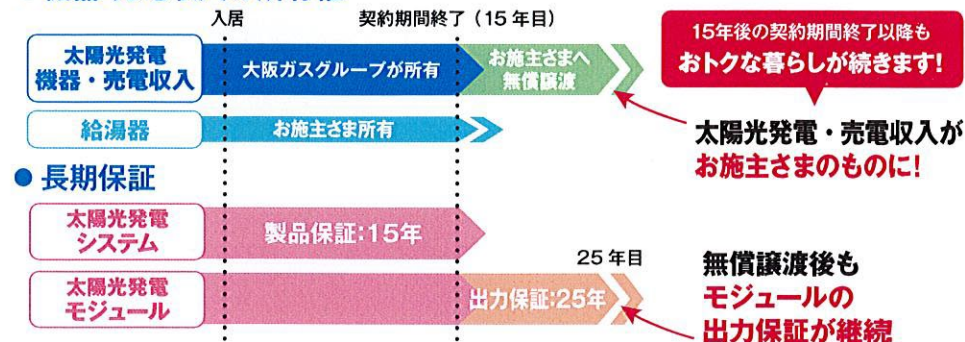 入居
契約期間終了（15年目）
太陽光発電
機器・売電収入
大阪ガスグループが所有
お施主さまへ
無償譲渡
15年後の契約期間終了以降も
おトクな暮らしが続きます!
給湯器
お施主さま所有
太陽光発電・売電収入が
お施主さまのものに!
●長期保証
太陽光発電
システム
製品保証:15年
25年目
太陽光発電
モジュール
出力保証:25年
無償譲渡後も
モジュールの
出力保証が継続